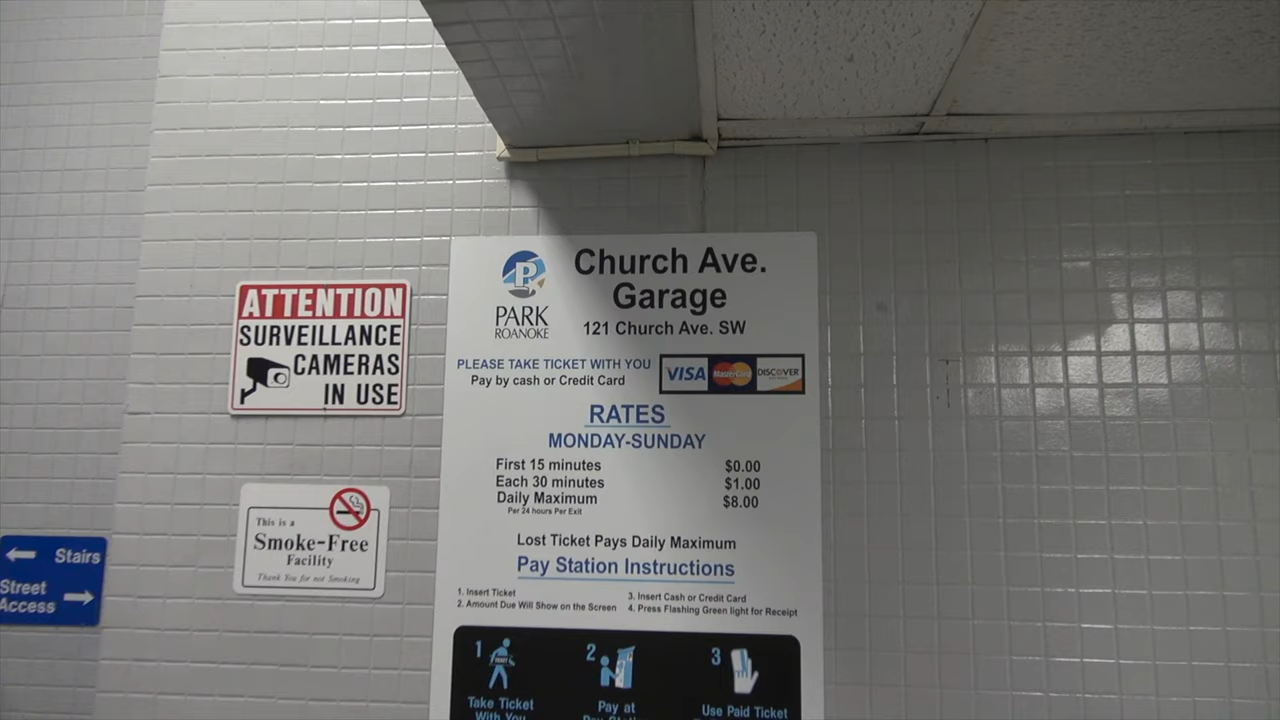 P
PARK
ROANOKE
Church Ave.
Garage
121 Church Ave. SW
PLEASE TAKE TICKET WITH YOU
Pay by cash or Credit Card
VISA MasterCard DISCOVER
RATES
MONDAY-SUNDAY
First 15 minutes $0.00
Each 30 minutes $1.00
Daily Maximum $8.00
Per 24 hours Per Exit
Lost Ticket Pays Daily Maximum
Pay Station Instructions
1. Insert Ticket
2. Amount Due Will Show on the Screen
3. Insert Cash or Credit Card
4. Press Flashing Green light for Receipt
1
Take Ticket
With You
2
Pay at
3
Use Paid Ticket
ATTENTION
SURVEILLANCE
CAMERAS
IN USE
This is a
Smoke-Free
Facility
Thank You for not Smoking
Stairs
Street
Access